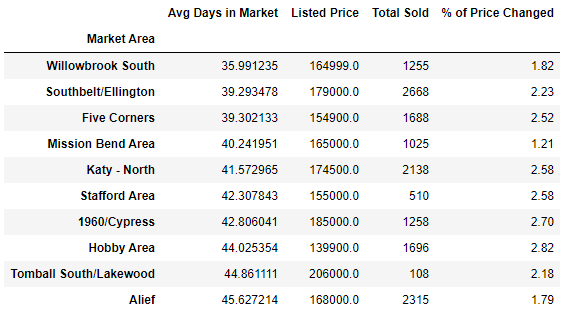 Avg Days in Market Listed Price Total Sold % of Price Changed
Market Area
Willowbrook South 35.991235 164999.0 1255 1.82
Southbelt/Ellington 39.293478 179000.0 2668 2.23
Five Corners 39.302133 154900.0 1688 2.52
Mission Bend Area 40.241951 165000.0 1025 1.21
Katy - North 41.572965 174500.0 2138 2.58
Stafford Area 42.307843 155000.0 510 2.58
1960/Cypress 42.806041 185000.0 1258 2.70
Hobby Area 44.025354 139900.0 1696 2.82
Tomball South/Lakewood 44.861111 206000.0 108 2.18
Alief 45.627214 168000.0 2315 1.79